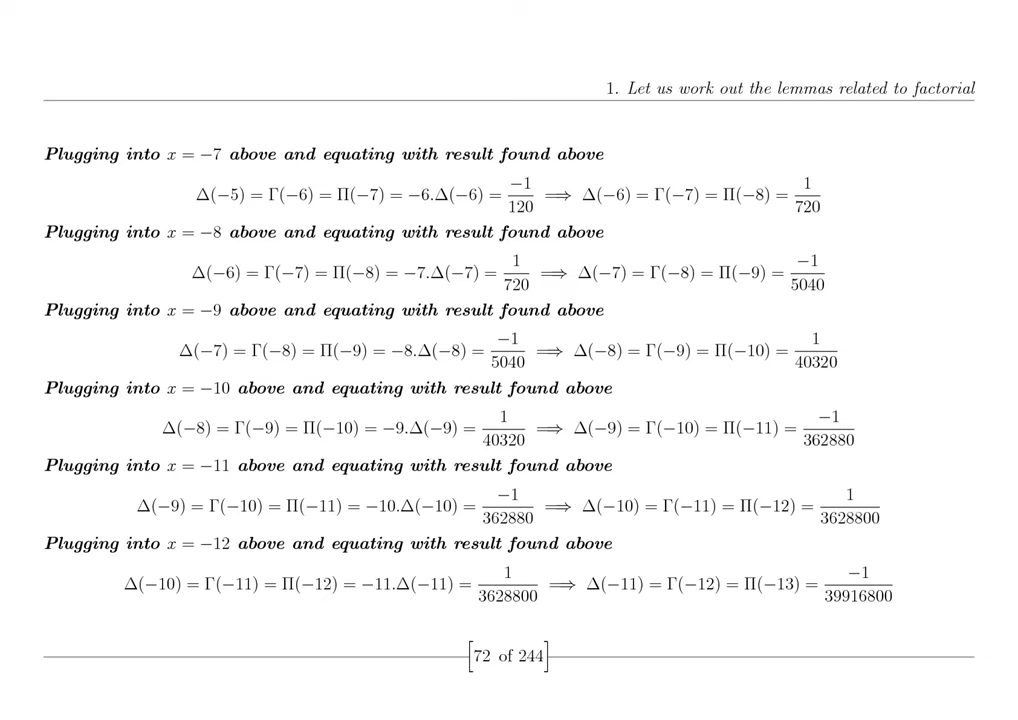 1. Let us work out the lemmas related to factorial
Plugging into x = −7 above and equating with result found above
Δ(−5) = Γ(−6) = Π(−7) = −6.Δ(−6) = −1/120 ⟹ Δ(−6) = Γ(−7) = Π(−8) = 1/720
Plugging into x = −8 above and equating with result found above
Δ(−6) = Γ(−7) = Π(−8) = −7.Δ(−7) = 1/720 ⟹ Δ(−7) = Γ(−8) = Π(−9) = −1/5040
Plugging into x = −9 above and equating with result found above
Δ(−7) = Γ(−8) = Π(−9) = −8.Δ(−8) = −1/5040 ⟹ Δ(−8) = Γ(−9) = Π(−10) = 1/40320
Plugging into x = −10 above and equating with result found above
Δ(−8) = Γ(−9) = Π(−10) = −9.Δ(−9) = 1/40320 ⟹ Δ(−9) = Γ(−10) = Π(−11) = −1/362880
Plugging into x = −11 above and equating with result found above
Δ(−9) = Γ(−10) = Π(−11) = −10.Δ(−10) = −1/362880 ⟹ Δ(−10) = Γ(−11) = Π(−12) = 1/3628800
Plugging into x = −12 above and equating with result found above
Δ(−10) = Γ(−11) = Π(−12) = −11.Δ(−11) = 1/3628800 ⟹ Δ(−11) = Γ(−12) = Π(−13) = −1/39916800
[72 of 244]